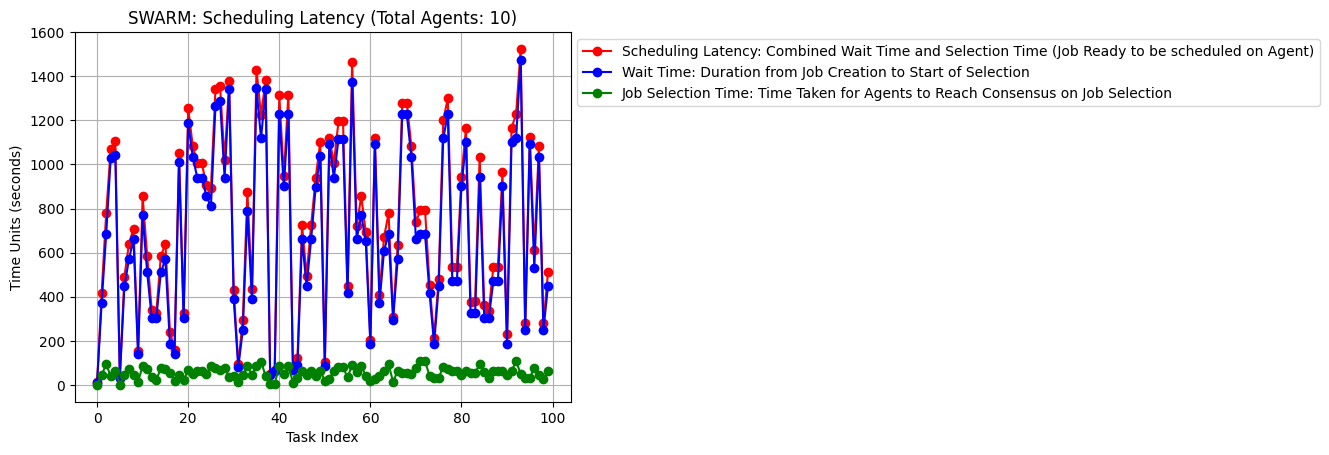 SWARM: Scheduling Latency (Total Agents: 10)
Scheduling Latency: Combined Wait Time and Selection Time (Job Ready to be scheduled on Agent)
Wait Time: Duration from Job Creation to Start of Selection
Job Selection Time: Time Taken for Agents to Reach Consensus on Job Selection
Time Units (seconds)
1600
1400
1200
1000
800
600
400
200
0
0 20 40 60 80 100
Task Index